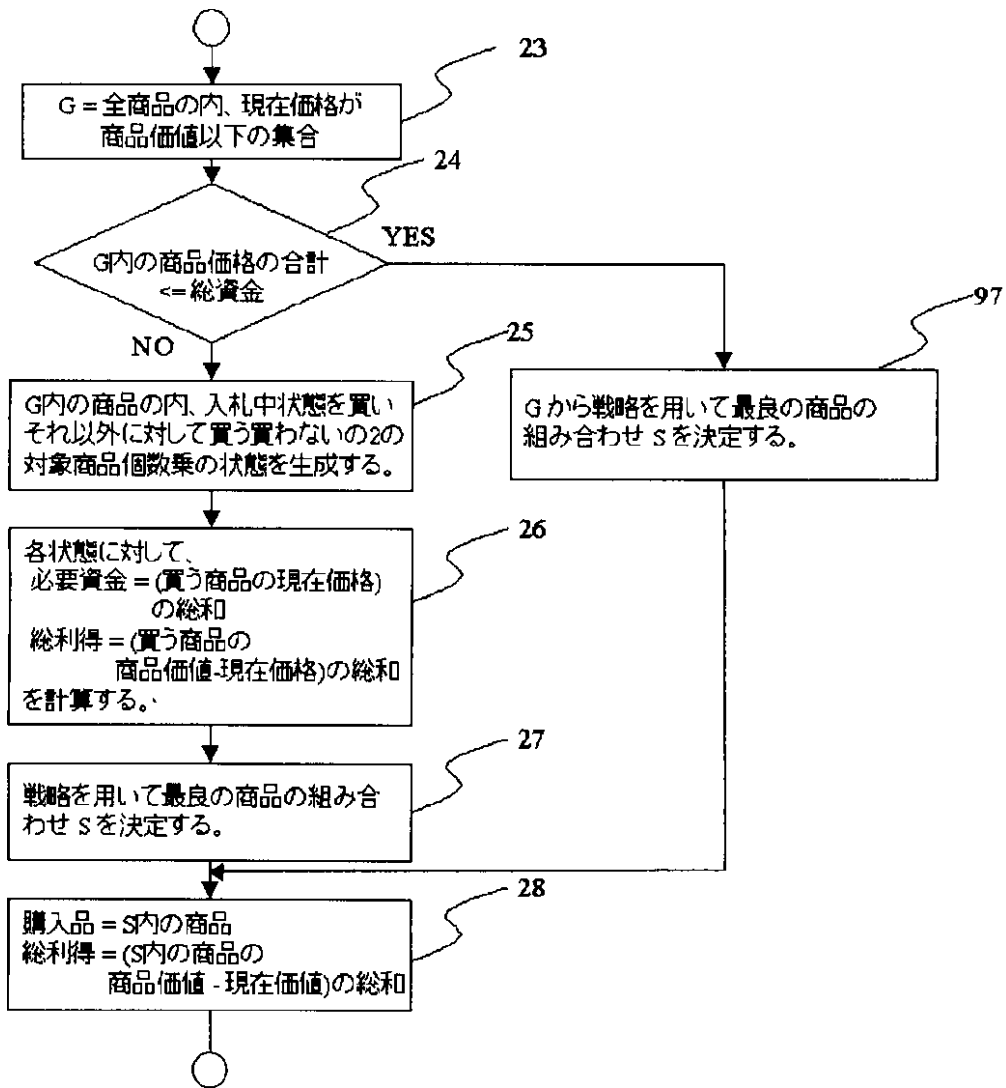 23
G = 全商品の内、現在価格が
商品価値以下の集合
24
YES
G内の商品価格の合計
<= 総資金
97
NO
25
G内の商品の内、入札中状態を買い
それ以外に対して買う買わないの2の
対象商品個数乗の状態を生成する。
Gから戦略を用いて最良の商品の
組み合わせ Sを決定する。
26
各状態に対して、
必要資金 = (買う商品の現在価格)
の総和
総利得 = (買う商品の
商品価値-現在価格)の総和
を計算する。
27
戦略を用いて最良の商品の組み合
わせ Sを決定する。
28
購入品 = S内の商品
総利得 = (S内の商品の
商品価値 - 現在価値)の総和